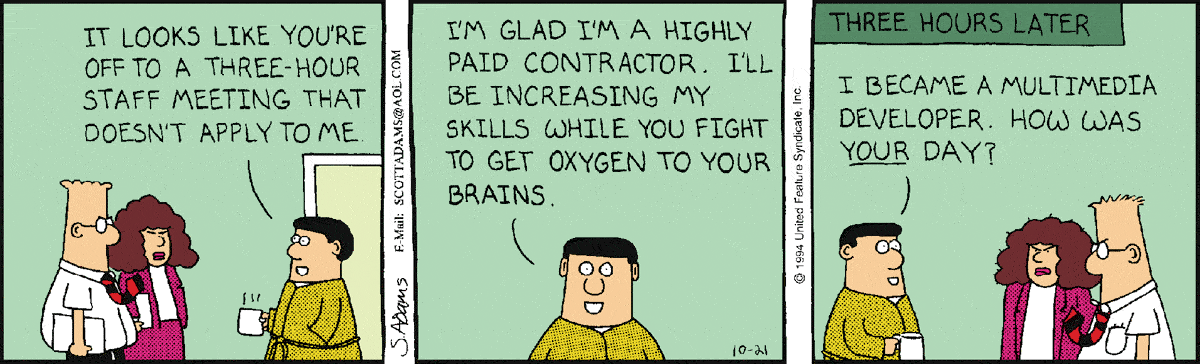 IT LOOKS LIKE YOU'RE
OFF TO A THREE-HOUR
STAFF MEETING THAT
DOESN'T APPLY TO ME.
S.ADAMS
E-Mail: SCOTTADAMS@AOL.COM
I'M GLAD I'M A HIGHLY
PAID CONTRACTOR. I'LL
BE INCREASING MY
SKILLS WHILE YOU FIGHT
TO GET OXYGEN TO YOUR
BRAINS.
10-21
© 1994 United Feature Syndicate, Inc.
THREE HOURS LATER
I BECAME A MULTIMEDIA
DEVELOPER. HOW WAS
YOUR DAY?